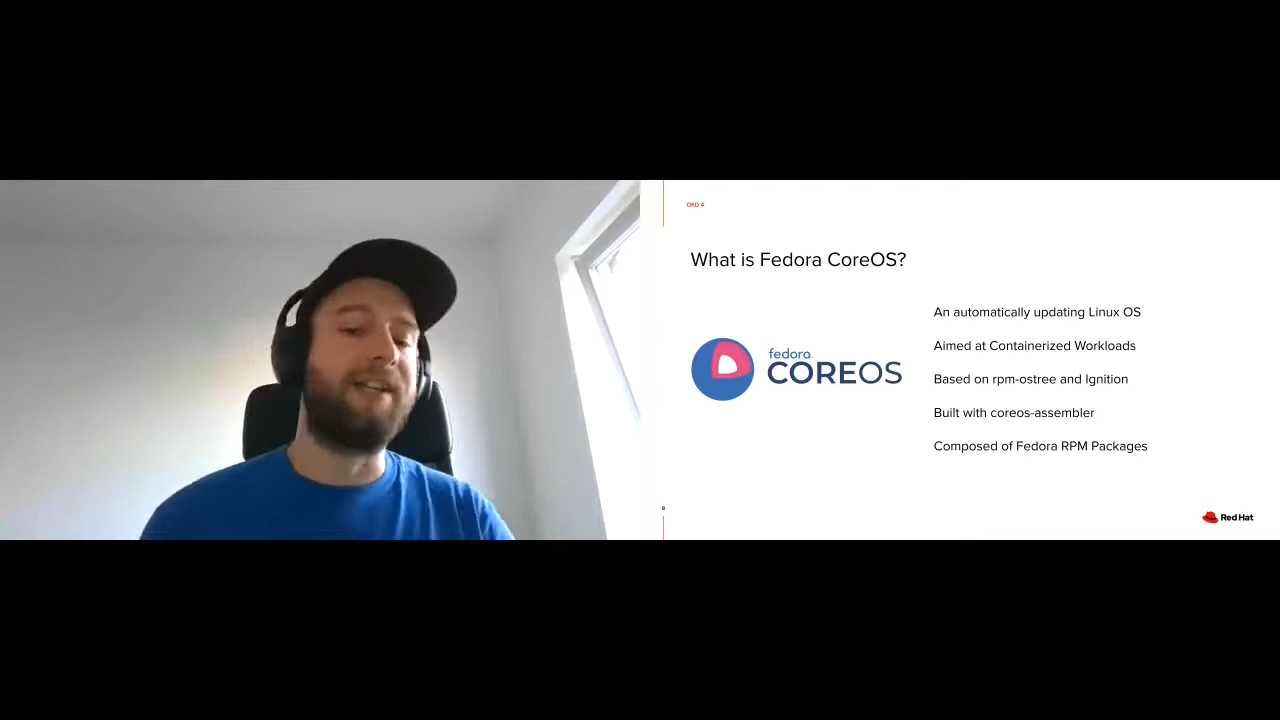 OKD 4
What is Fedora CoreOS?
An automatically updating Linux OS
Aimed at Containerized Workloads
fedora.
COREOS
Based on rpm-ostree and Ignition
Built with coreos-assembler
Composed of Fedora RPM Packages
8
Red Hat